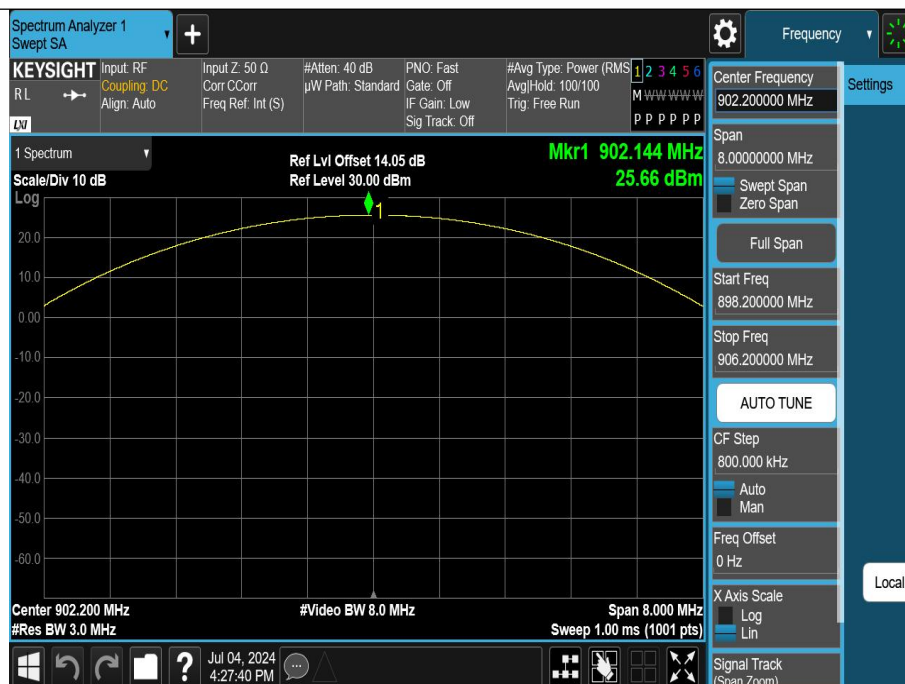 Spectrum Analyzer 1
Swept SA
Frequency
KEYSIGHT
RL
LXI
Input: RF
Coupling: DC
Align: Auto
Input Z: 50 Ω
Corr CCorr
Freq Ref: Int (S)
#Atten: 40 dB
µW Path: Standard
PNO: Fast
Gate: Off
IF Gain: Low
Sig Track: Off
#Avg Type: Power (RMS
Avg|Hold: 100/100
Trig: Free Run
1 2 3 4 5 6
M W W W W W
P P P P P P
1 Spectrum
Scale/Div 10 dB
Log
Ref Lvl Offset 14.05 dB
Ref Level 30.00 dBm
Mkr1 902.144 MHz
25.66 dBm
1
20.0
10.0
0.00
-10.0
-20.0
-30.0
-40.0
-50.0
-60.0
Center 902.200 MHz
#Video BW 8.0 MHz
Span 8.000 MHz
#Res BW 3.0 MHz
Sweep 1.00 ms (1001 pts)
Center Frequency
902.200000 MHz
Settings
Span
8.00000000 MHz
Swept Span
Zero Span
Full Span
Start Freq
898.200000 MHz
Stop Freq
906.200000 MHz
AUTO TUNE
CF Step
800.000 kHz
Auto
Man
Freq Offset
0 Hz
Local
X Axis Scale
Log
Lin
Signal Track
(Span Zoom)
?
Jul 04, 2024
4:27:40 PM